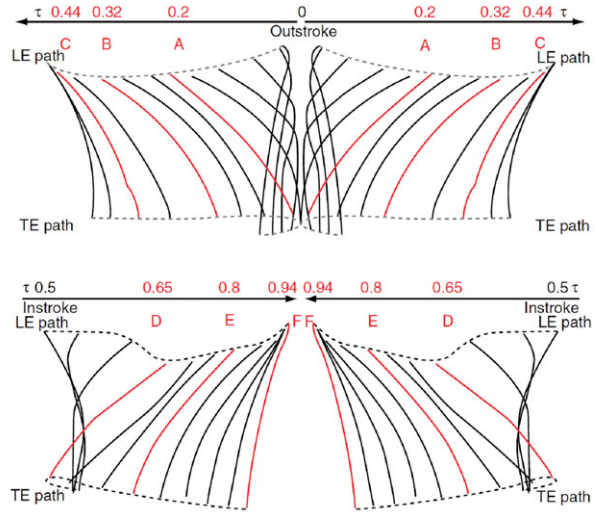 τ 0.44 0.32 0.2 0 0.2 0.32 0.44 τ
Outstroke
C B A A B C
LE path LE path
TE path TE path
τ 0.5 0.65 0.8 0.94 0.94 0.8 0.65 0.5 τ
Instroke Instroke
LE path D E F F E D LE path
TE path TE path